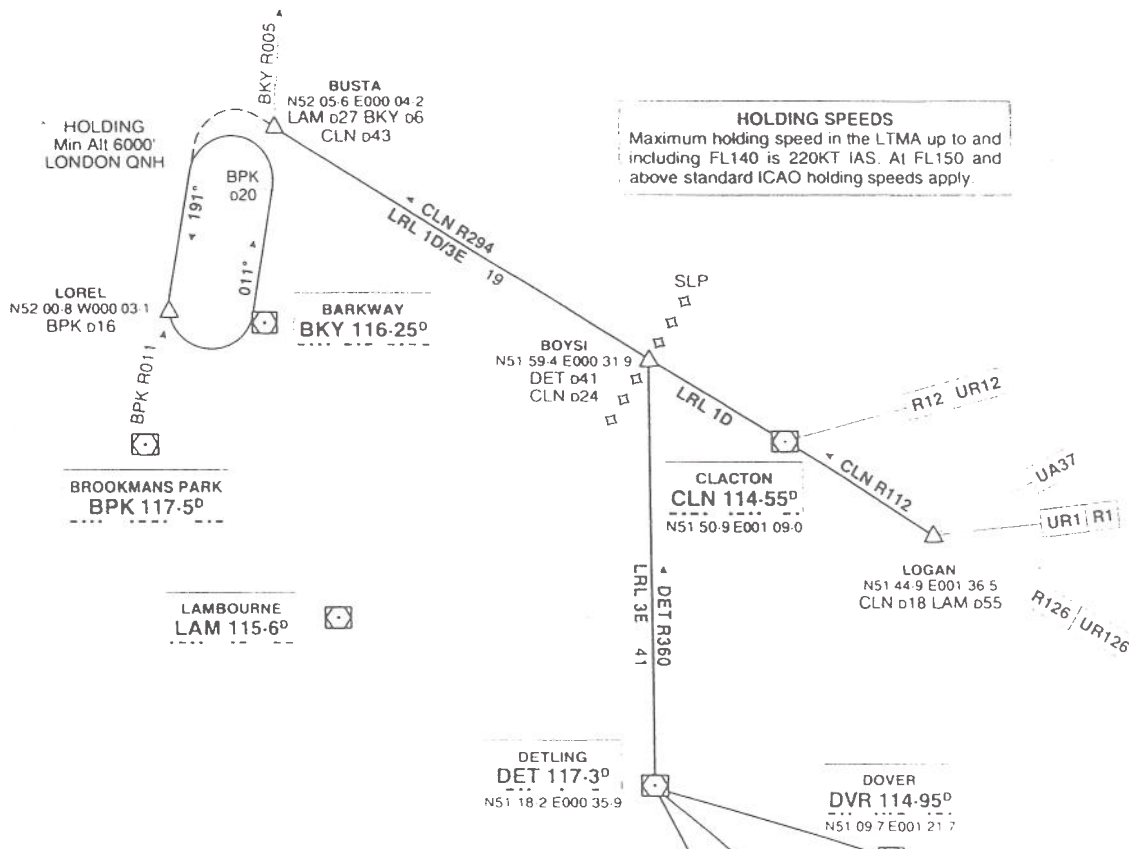 BKY R005
BUSTA
N52 05·6 E000 04·2
LAM D27 BKY D6
CLN D43
HOLDING
Min Alt 6000'
LONDON QNH
HOLDING SPEEDS
Maximum holding speed in the LTMA up to and
including FL140 is 220KT IAS. At FL150 and
above standard ICAO holding speeds apply.
BPK
D20
191°
011°
CLN R294
LRL 1D/3E 19
SLP
LOREL
N52 00·8 W000 03·1
BPK D16
BARKWAY
BKY 116·25D
BPK R011
BOYSI
N51 59·4 E000 31·9
DET D41
CLN D24
LRL 1D
R12 UR12
BROOKMANS PARK
BPK 117·5D
CLACTON
CLN 114·55D
N51 50·9 E001 09·0
CLN R112
UA37
UR1 R1
LOGAN
N51 44·9 E001 36·5
CLN D18 LAM D55
R126 UR126
LAMBOURNE
LAM 115·6D
DET R360
LRL 3E 41
DETLING
DET 117·3D
N51 18·2 E000 35·9
DOVER
DVR 114·95D
N51 09·7 E001 21·7